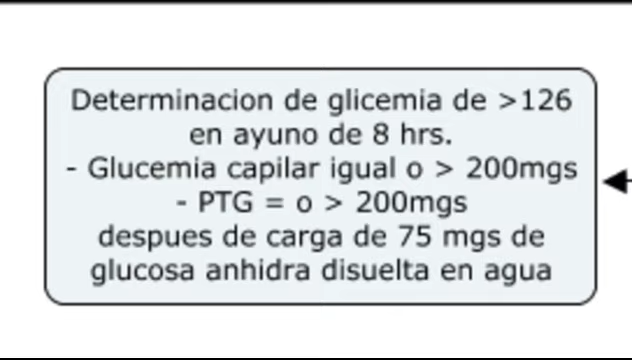 Determinacion de glicemia de >126
en ayuno de 8 hrs.
- Glucemia capilar igual o > 200mgs
- PTG = o > 200mgs
despues de carga de 75 mgs de
glucosa anhidra disuelta en agua